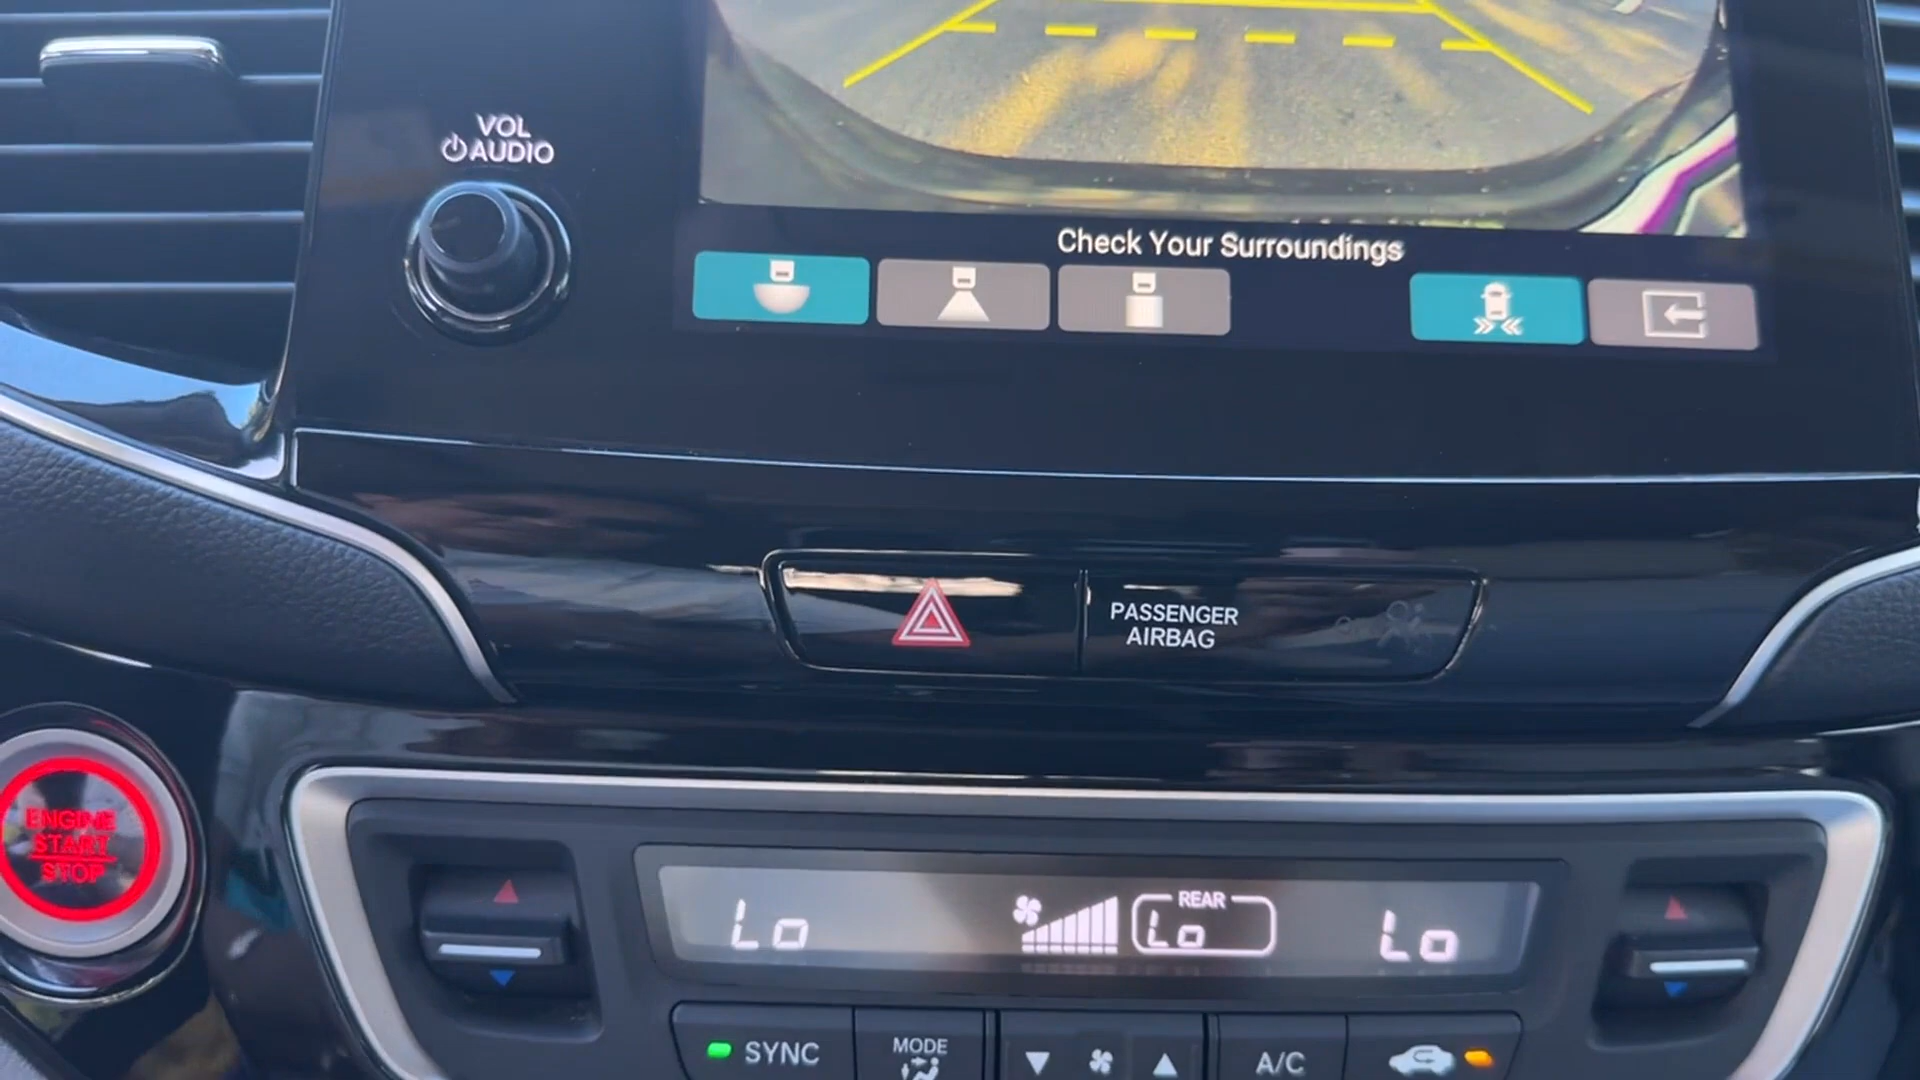 VOL
AUDIO
Check Your Surroundings
PASSENGER
AIRBAG
ENGINE
START
STOP
Lo
REAR
Lo
Lo
SYNC
MODE
A/C